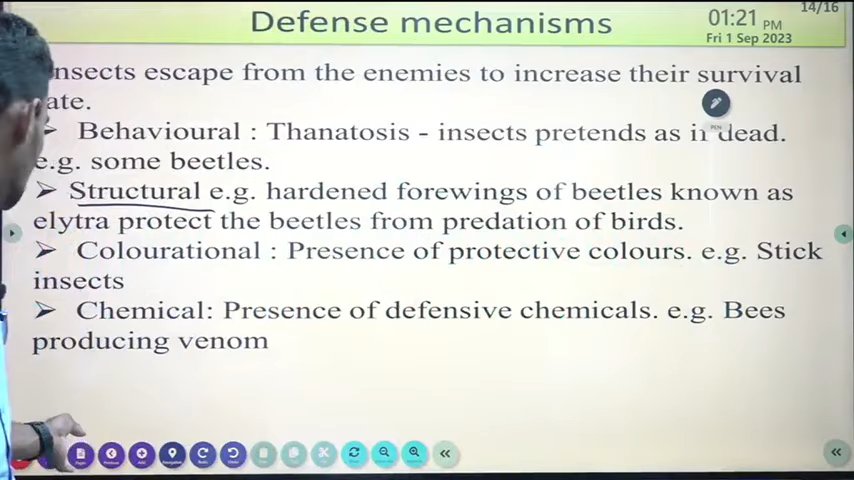 14/16
Defense mechanisms
01:21 PM
Fri 1 Sep 2023
nsects escape from the enemies to increase their survival
ate.
➤ Behavioural : Thanatosis - insects pretends as if dead.
e.g. some beetles.
➤ Structural e.g. hardened forewings of beetles known as
elytra protect the beetles from predation of birds.
➤ Colourational : Presence of protective colours. e.g. Stick
insects
➤ Chemical: Presence of defensive chemicals. e.g. Bees
producing venom
PEN